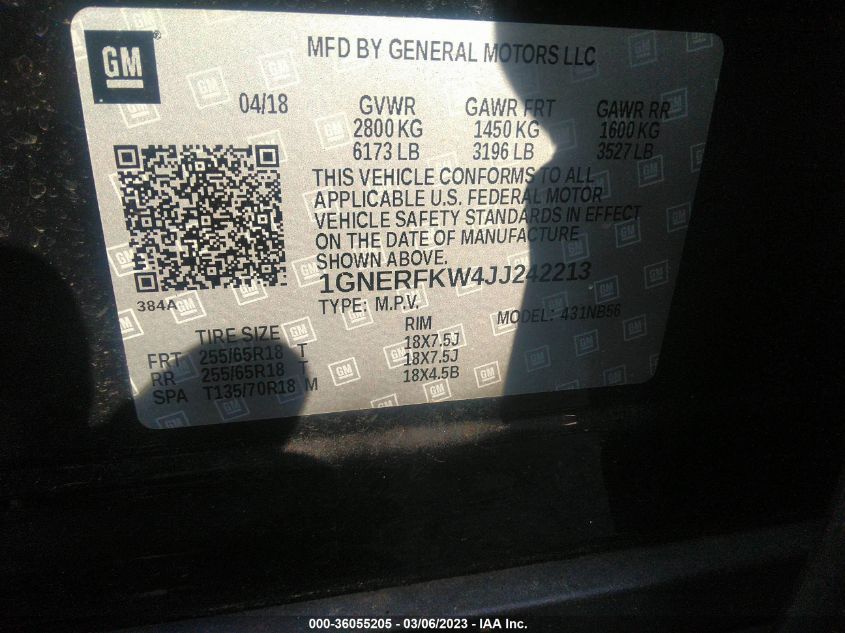 GM ®
MFD BY GENERAL MOTORS LLC
04/18 GVWR GAWR FRT GAWR RR
2800 KG 1450 KG 1600 KG
6173 LB 3196 LB 3527 LB
THIS VEHICLE CONFORMS TO ALL
APPLICABLE U.S. FEDERAL MOTOR
VEHICLE SAFETY STANDARDS IN EFFECT
ON THE DATE OF MANUFACTURE
SHOWN ABOVE.
1GNERFKW4JJ242213
384A
TYPE: M.P.V. MODEL: 431NB56
TIRE SIZE RIM
FRT 255/65R18 T 18X7.5J
RR 255/65R18 T 18X7.5J
SPA T135/70R18 M 18X4.5B
000-36055205 - 03/06/2023 - IAA Inc.